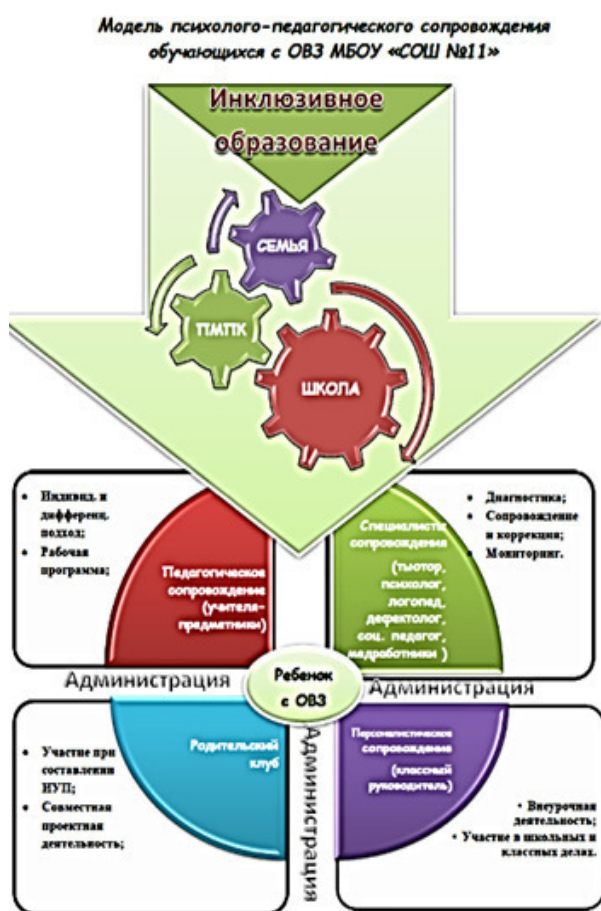 Модель психолого-педагогического сопровождения
обучающихся с ОВЗ МБОУ «СОШ №11»
Инклюзивное
образование
СЕМЬЯ
ПМПК
ШКОЛА
• Индивид. и
дифференц.
подход;
• Рабочая
программа;
Педагогическое
сопровождение
(учителя-
предметники)
Специалисты
сопровождения
(тьютор,
психолог,
логопед,
дефектолог,
соц. педагог,
медработники )
• Диагностика;
• Сопровождение
и коррекция;
• Мониторинг.
Администрация
Ребенок
с ОВЗ
Администрация
Администрация
• Участие при
составлении
ИУП;
• Совместная
проектная
деятельность;
Родительский
клуб
Персоналистическое
сопровождение
(классный
руководитель)
• Внеурочная
деятельность;
• Участие в школьных и
классных делах.